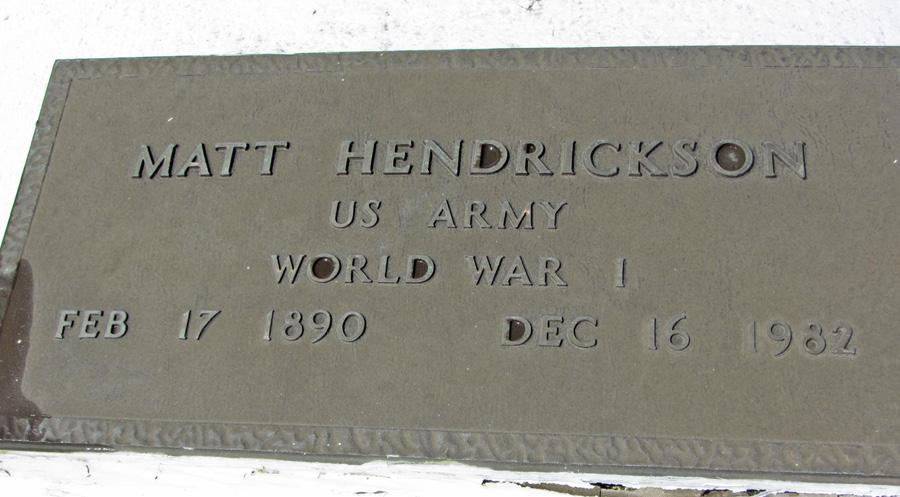 MATT HENDRICKSON
US ARMY
WORLD WAR I
FEB 17 1890 DEC 16 1982